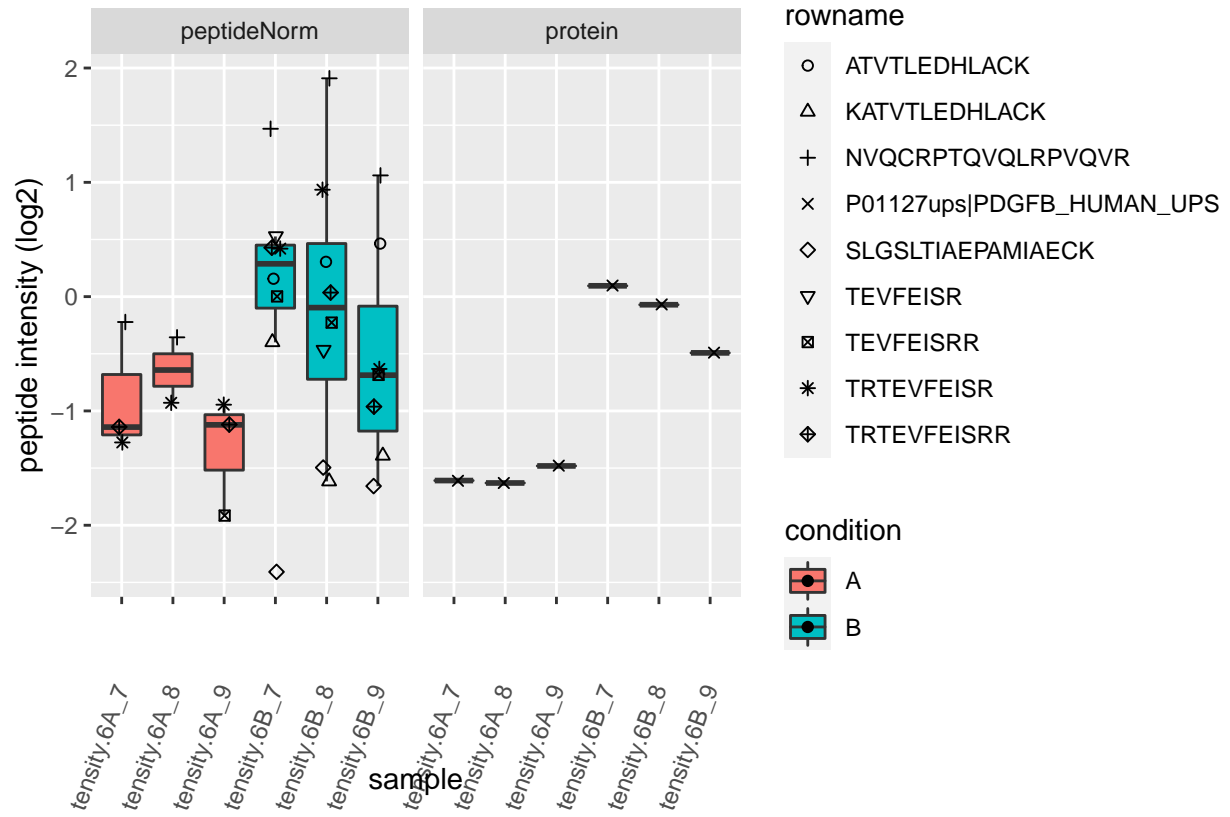 peptideNorm
protein
2
1
0
−1
−2
peptide intensity (log2)
tensity.6A_7
tensity.6A_8
tensity.6A_9
tensity.6B_7
tensity.6B_8
tensity.6B_9
tensity.6A_7
tensity.6A_8
tensity.6A_9
tensity.6B_7
tensity.6B_8
tensity.6B_9
sample
rowname
ATVTLEDHLACK
KATVTLEDHLACK
NVQCRPTQVQLRPVQVR
P01127ups|PDGFB_HUMAN_UPS
SLGSLTIAEPAMIAECK
TEVFEISR
TEVFEISRR
TRTEVFEISR
TRTEVFEISRR
condition
A
B